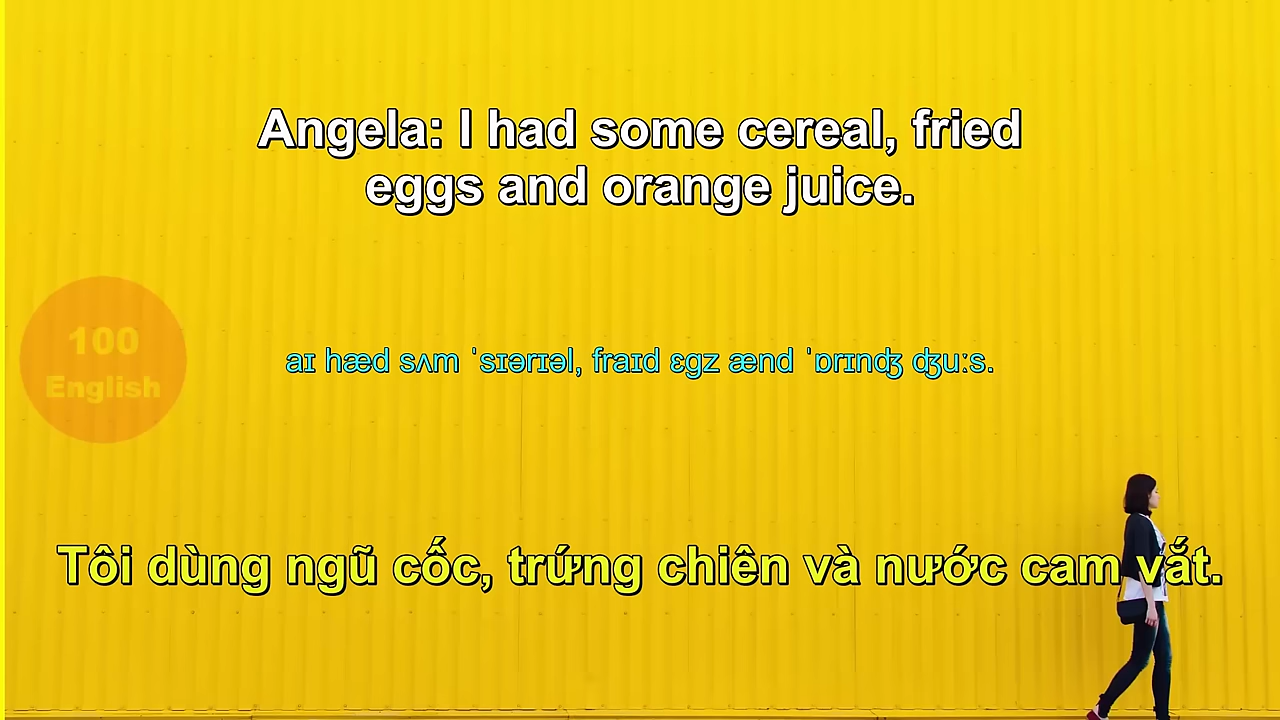 Angela: I had some cereal, fried
eggs and orange juice.
100
English
aɪ hæd sʌm ˈsɪərɪəl, fraɪd ɛgz ænd ˈɒrɪnʤ ʤuːs.
Tôi dùng ngũ cốc, trứng chiên và nước cam vắt.